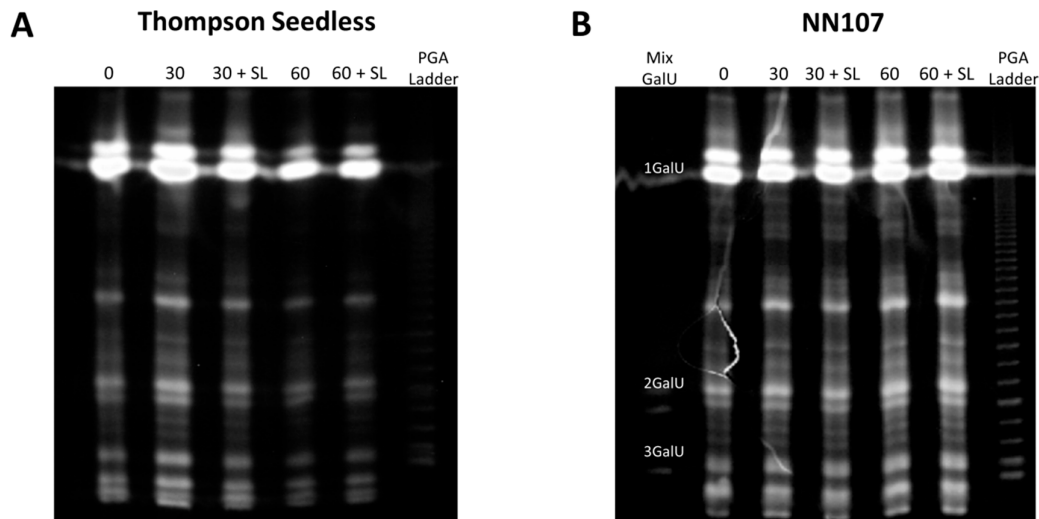 A
Thompson Seedless
0 30 30 + SL 60 60 + SL PGA
Ladder
B
NN107
Mix
GalU
0 30 30 + SL 60 60 + SL PGA
Ladder
1GalU
2GalU
3GalU